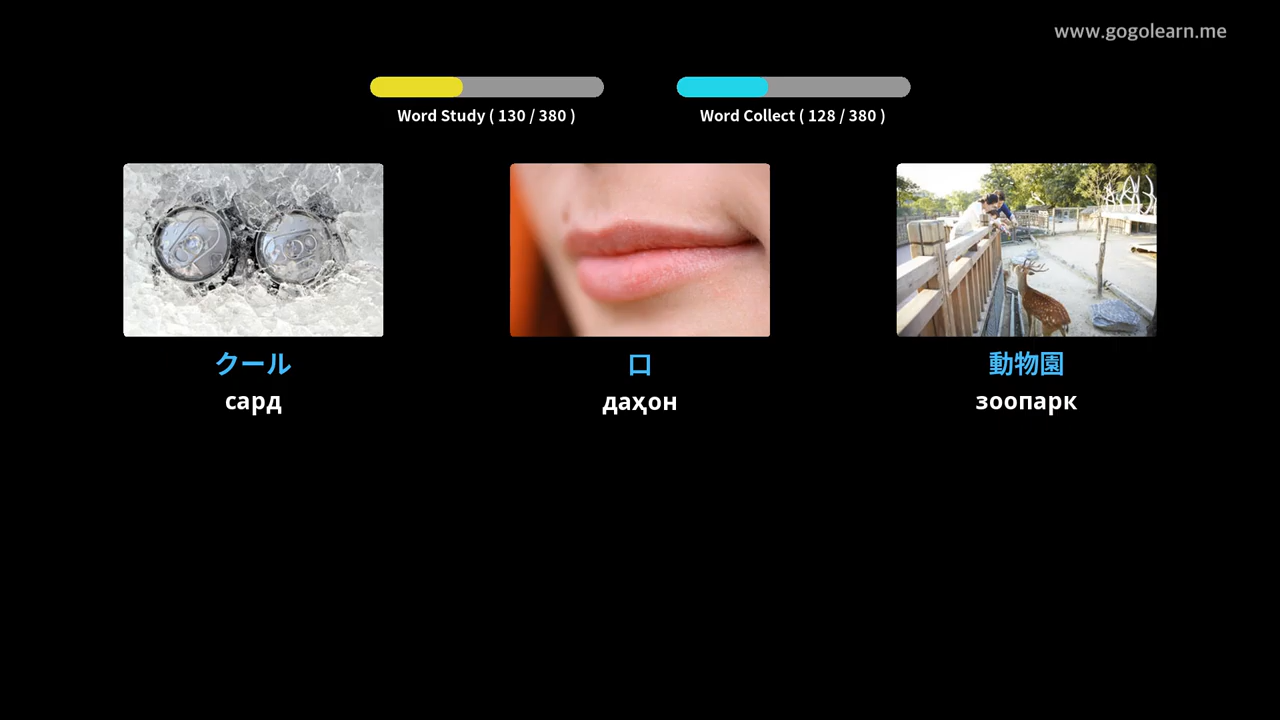 www.gogolearn.me
Word Study ( 130 / 380 )
Word Collect ( 128 / 380 )
クール
口
動物園
сард
даҳон
зоопарк